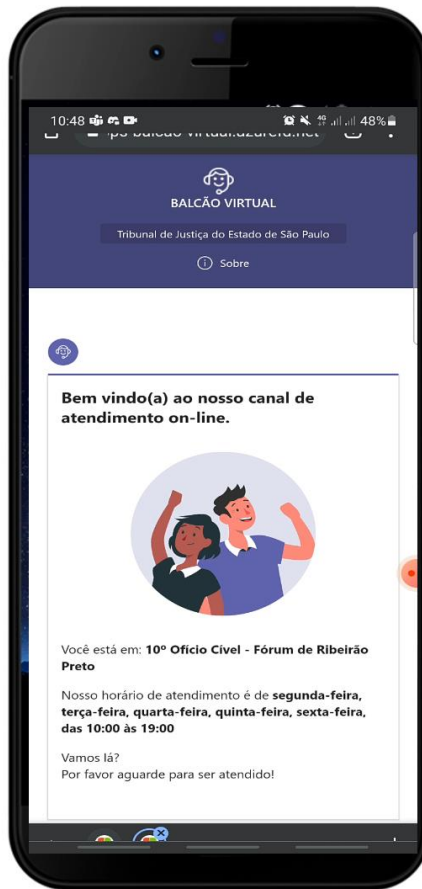 10:48
4G
48%
BALCÃO VIRTUAL
Tribunal de Justiça do Estado de São Paulo
Sobre
Bem vindo(a) ao nosso canal de
atendimento on-line.
Você está em: 10º Ofício Cível - Fórum de Ribeirão
Preto
Nosso horário de atendimento é de segunda-feira,
terça-feira, quarta-feira, quinta-feira, sexta-feira,
das 10:00 às 19:00
Vamos lá?
Por favor aguarde para ser atendido!